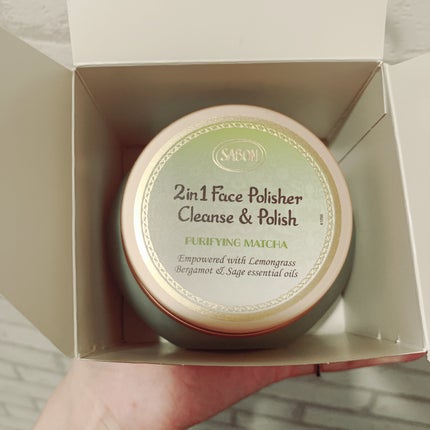 SABON
2in1 Face Polisher
Cleanse & Polish
PURIFYING MATCHA
Empowered with Lemongrass
Bergamot & Sage essential oils